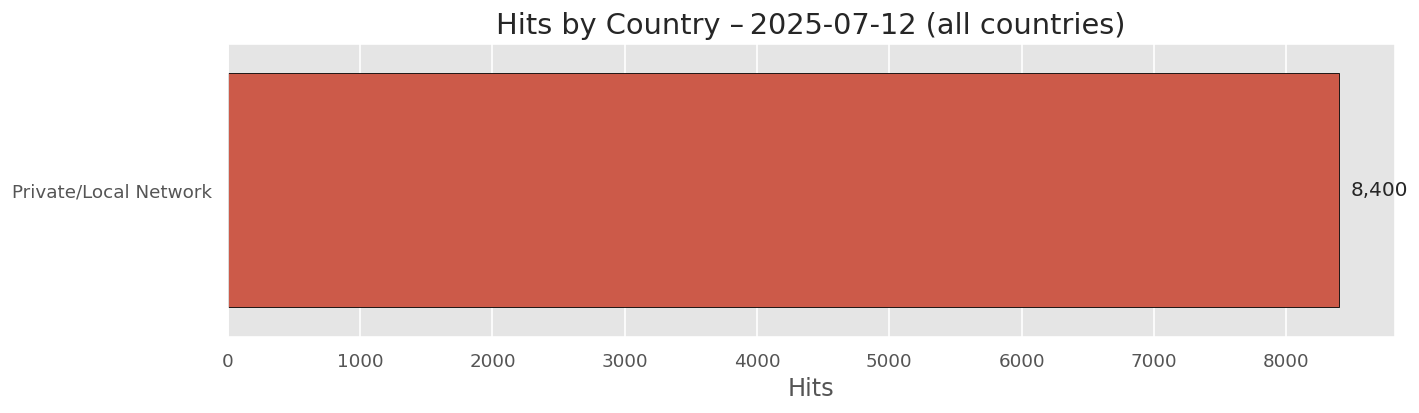 Hits by Country – 2025-07-12 (all countries)
Private/Local Network
8,400
0 1000 2000 3000 4000 5000 6000 7000 8000
Hits